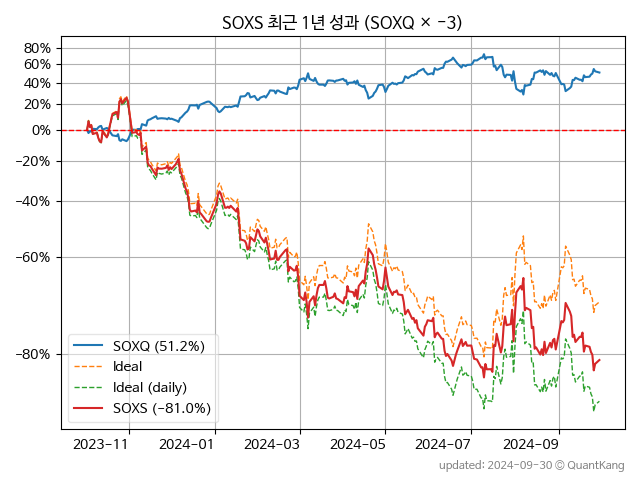 SOXS 최근 1년 성과 (SOXQ × −3)
80%
60%
40%
20%
0%
−20%
−40%
−60%
−80%
SOXQ (51.2%)
Ideal
Ideal (daily)
SOXS (−81.0%)
2023-11
2024-01
2024-03
2024-05
2024-07
2024-09
updated: 2024-09-30 © QuantKang